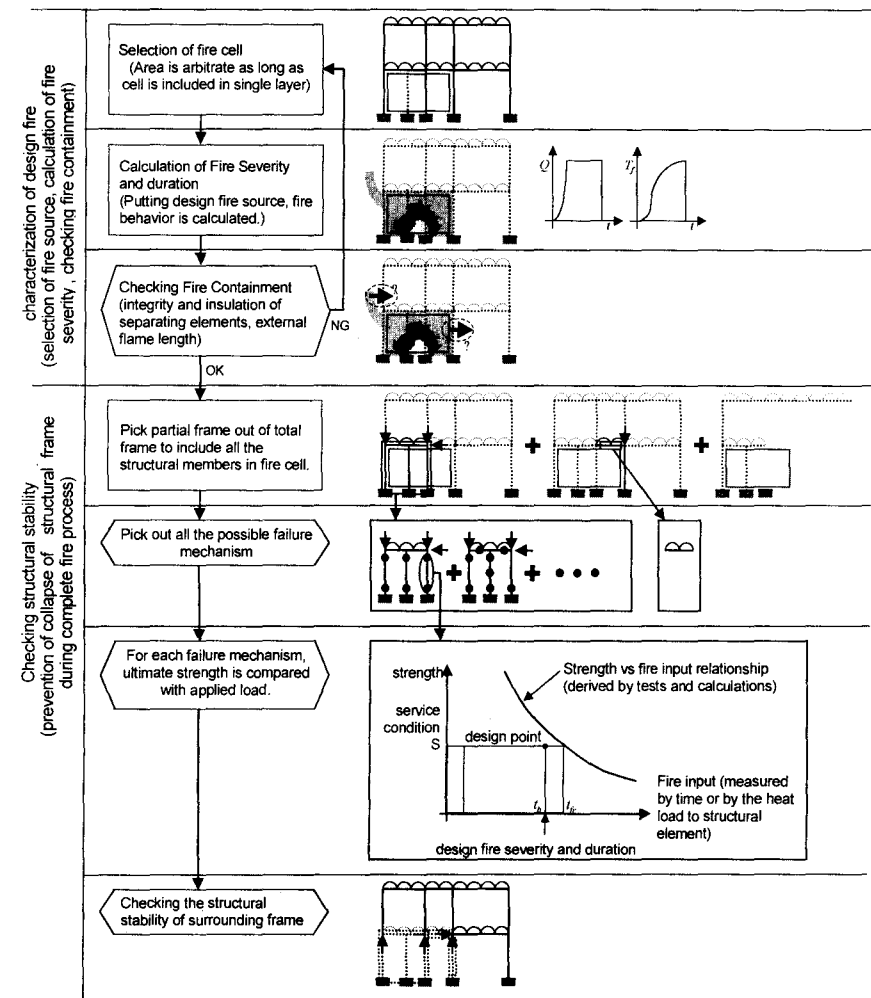 characterization of design fire
(selection of fire source, calculation of fire
severity , checking fire containment)
Selection of fire cell
(Area is arbitrate as long as
cell is included in single layer)
Calculation of Fire Severity
and duration
(Putting design fire source, fire
behavior is calculated.)
Q
t
T_f
t
Checking Fire Containment
(integrity and insulation of
separating elements, external
flame length)
NG
OK
Checking structural stability
(prevention of collapse of structural frame
during complete fire process)
Pick partial frame out of total
frame to include all the
structural members in fire cell.
+
+
Pick out all the possible failure
mechanism
+
+
For each failure mechanism,
ultimate strength is compared
with applied load.
strength
Strength vs fire input relationship
(derived by tests and calculations)
service
condition
S
design point
Fire input (measured
by time or by the heat
load to structural
element)
t_h
t_fr
design fire severity and duration
Checking the structural
stability of surrounding frame